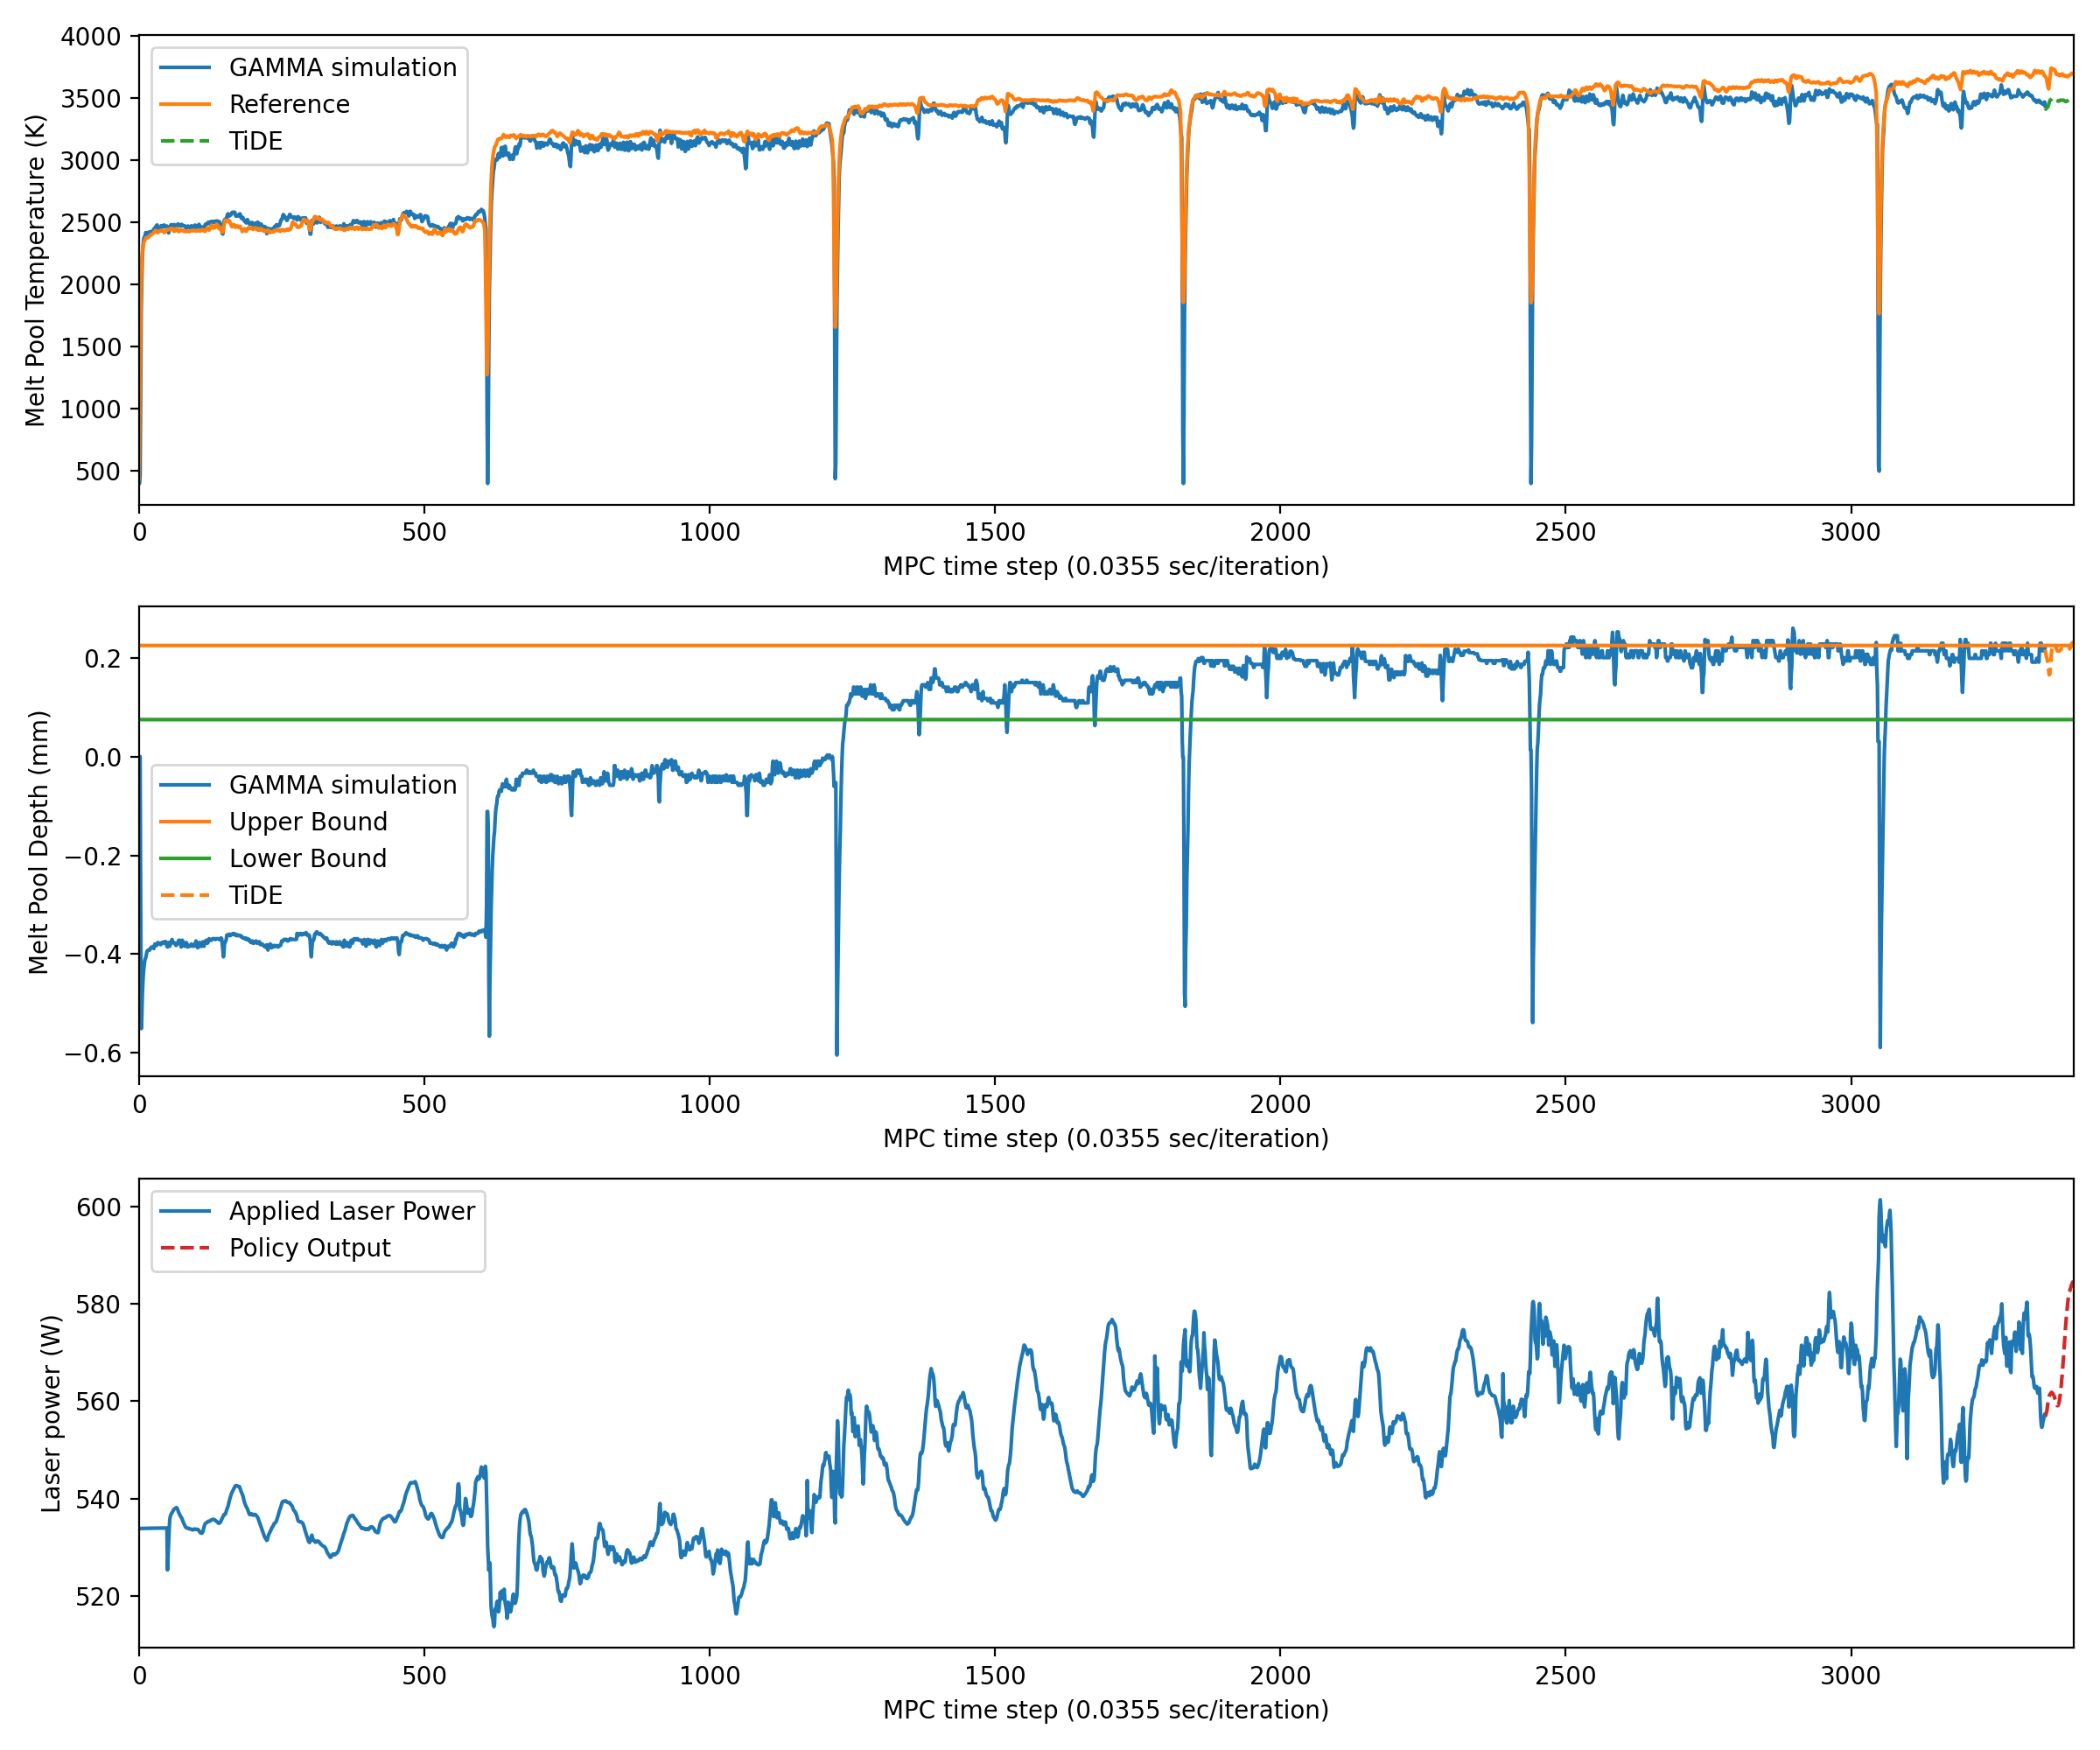 4000
3500
3000
2500
2000
1500
1000
500
Melt Pool Temperature (K)
GAMMA simulation
Reference
TiDE
0 500 1000 1500 2000 2500 3000
MPC time step (0.0355 sec/iteration)
0.2
0.0
−0.2
−0.4
−0.6
Melt Pool Depth (mm)
GAMMA simulation
Upper Bound
Lower Bound
TiDE
0 500 1000 1500 2000 2500 3000
MPC time step (0.0355 sec/iteration)
600
580
560
540
520
Laser power (W)
Applied Laser Power
Policy Output
0 500 1000 1500 2000 2500 3000
MPC time step (0.0355 sec/iteration)